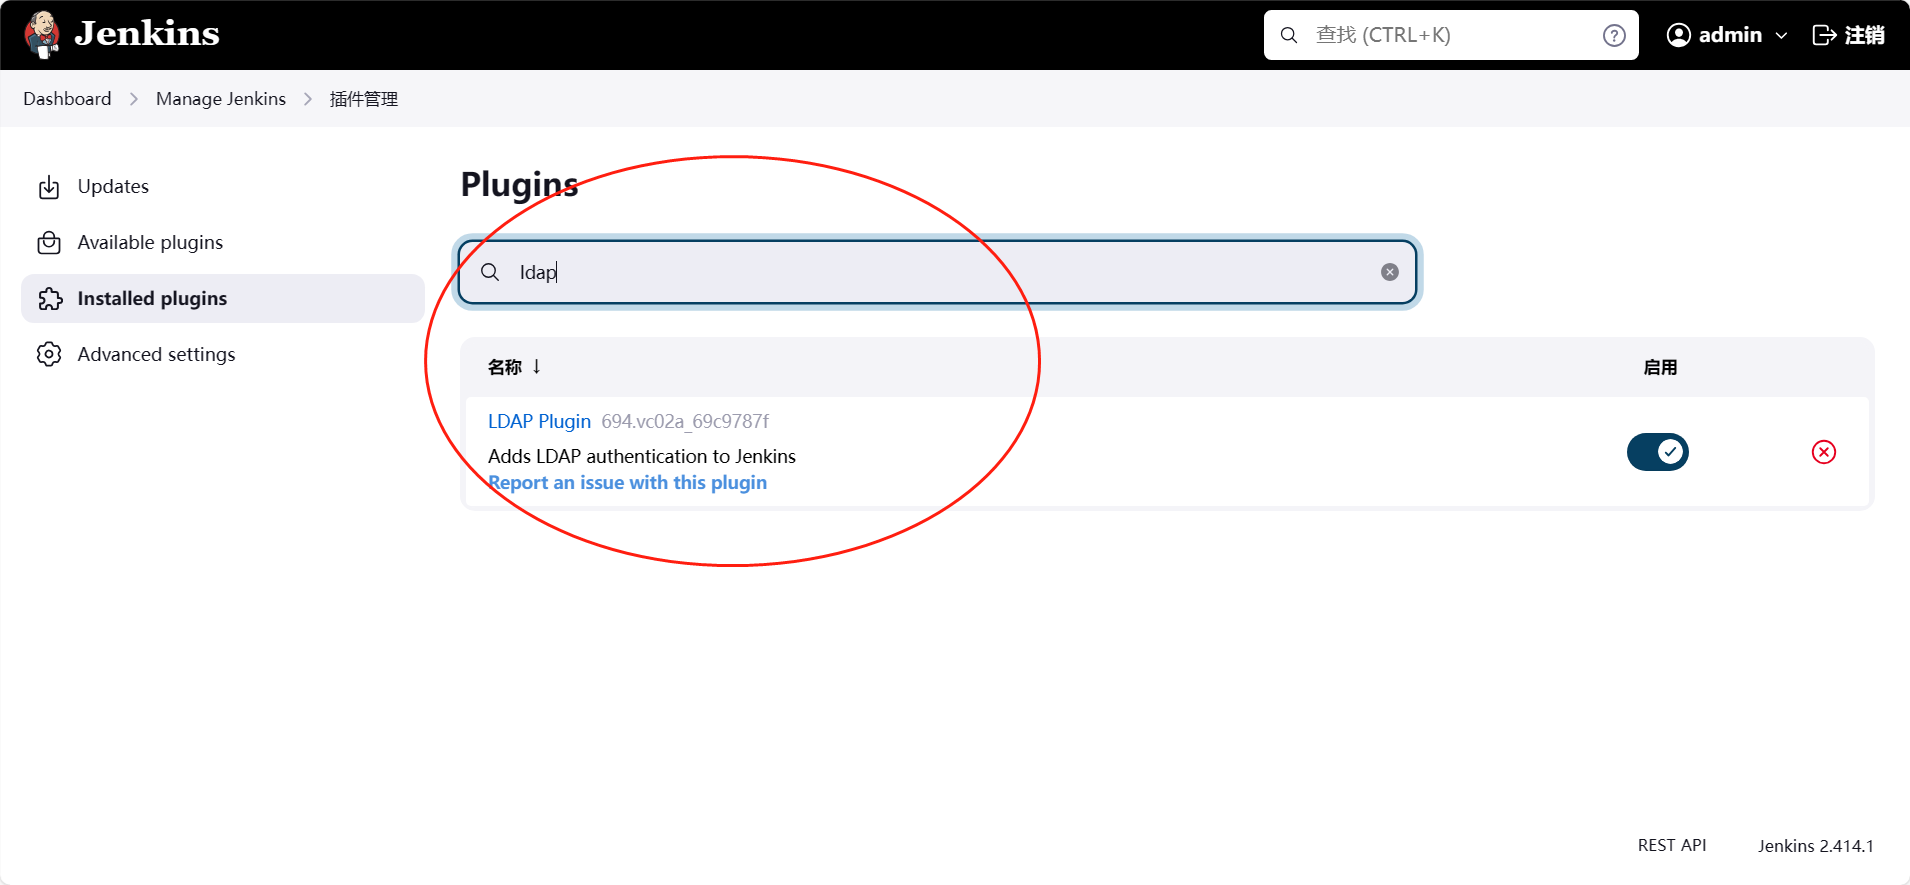 Jenkins
查找 (CTRL+K)
admin
注销
Dashboard
Manage Jenkins
插件管理
Updates
Available plugins
Installed plugins
Advanced settings
Plugins
ldap
名称 ↓
启用
LDAP Plugin 694.vc02a_69c9787f
Adds LDAP authentication to Jenkins
Report an issue with this plugin
REST API
Jenkins 2.414.1